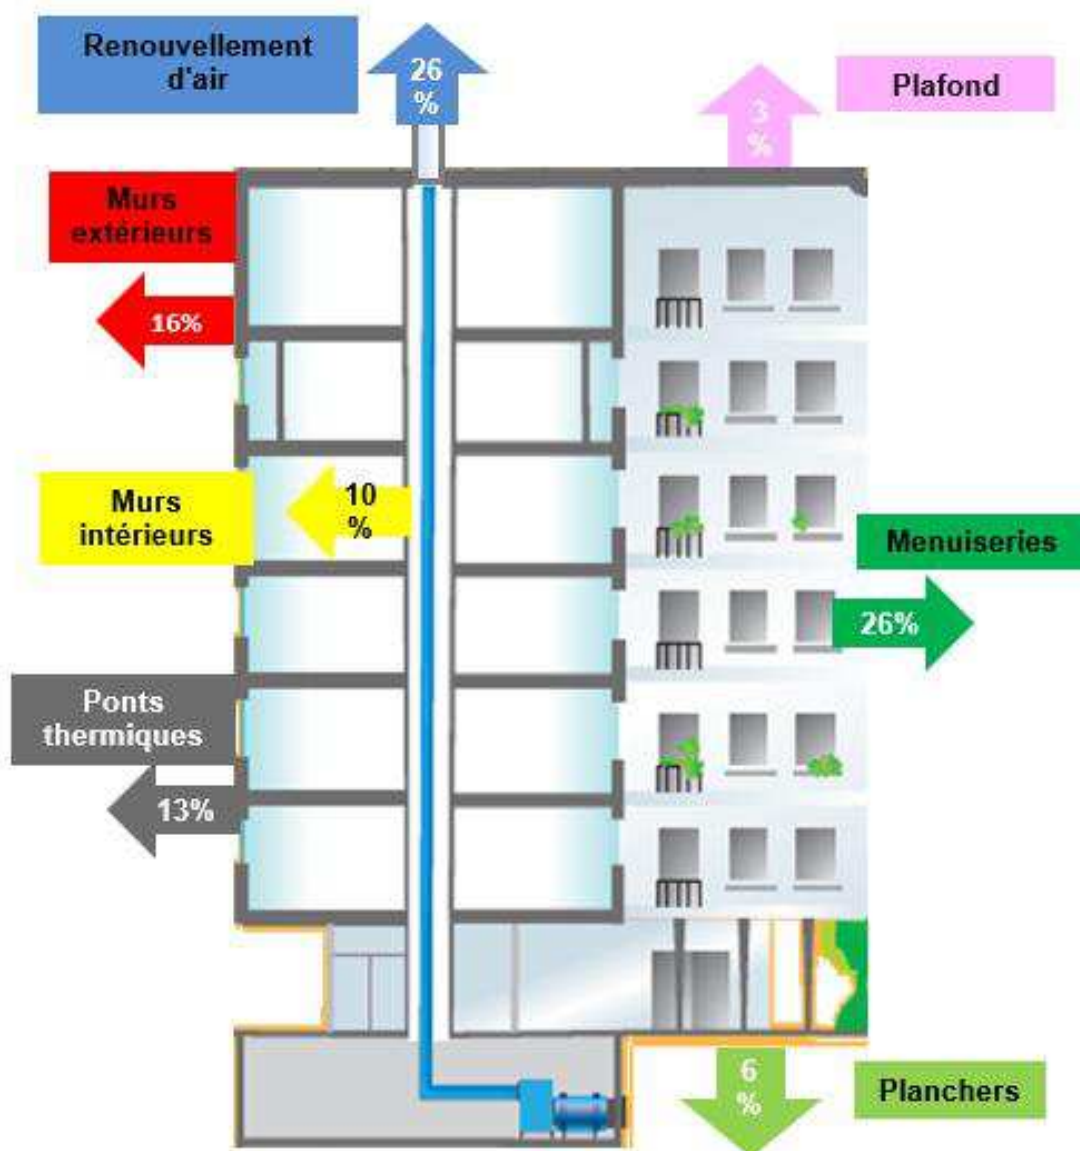 Renouvellement
d'air
26
%
Plafond
3
%
Murs
extérieurs
16%
Murs
intérieurs
10
%
Menuiseries
26%
Ponts
thermiques
13%
6
%
Planchers